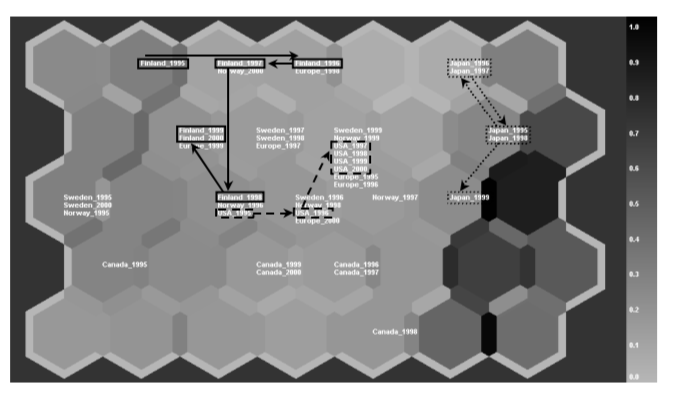 1.0
Finland_1995 Finland_1997 Finland_1996 Japan_1996
Norway_2000 Europe_1998 Japan_1997
0.9
0.8
Finland_1999 Sweden_1997 Sweden_1999 Japan_1995
Finland_2000 Sweden_1998 Norway_1999 Japan_1998
0.7
Europe_1999 Europe_1997 USA_1997
USA_1998
USA_1999
USA_2000
0.6
Europe_1995
Europe_1996
Sweden_1995 Finland_1998 Sweden_1996 Norway_1997 Japan_1999
Sweden_2000 Norway_1996 Norway_1998
0.5
Norway_1995 USA_1995 USA_1996
Europe_2000
0.4
Canada_1995 Canada_1999 Canada_1996
Canada_2000 Canada_1997
0.3
0.2
Canada_1998
0.1
0.0